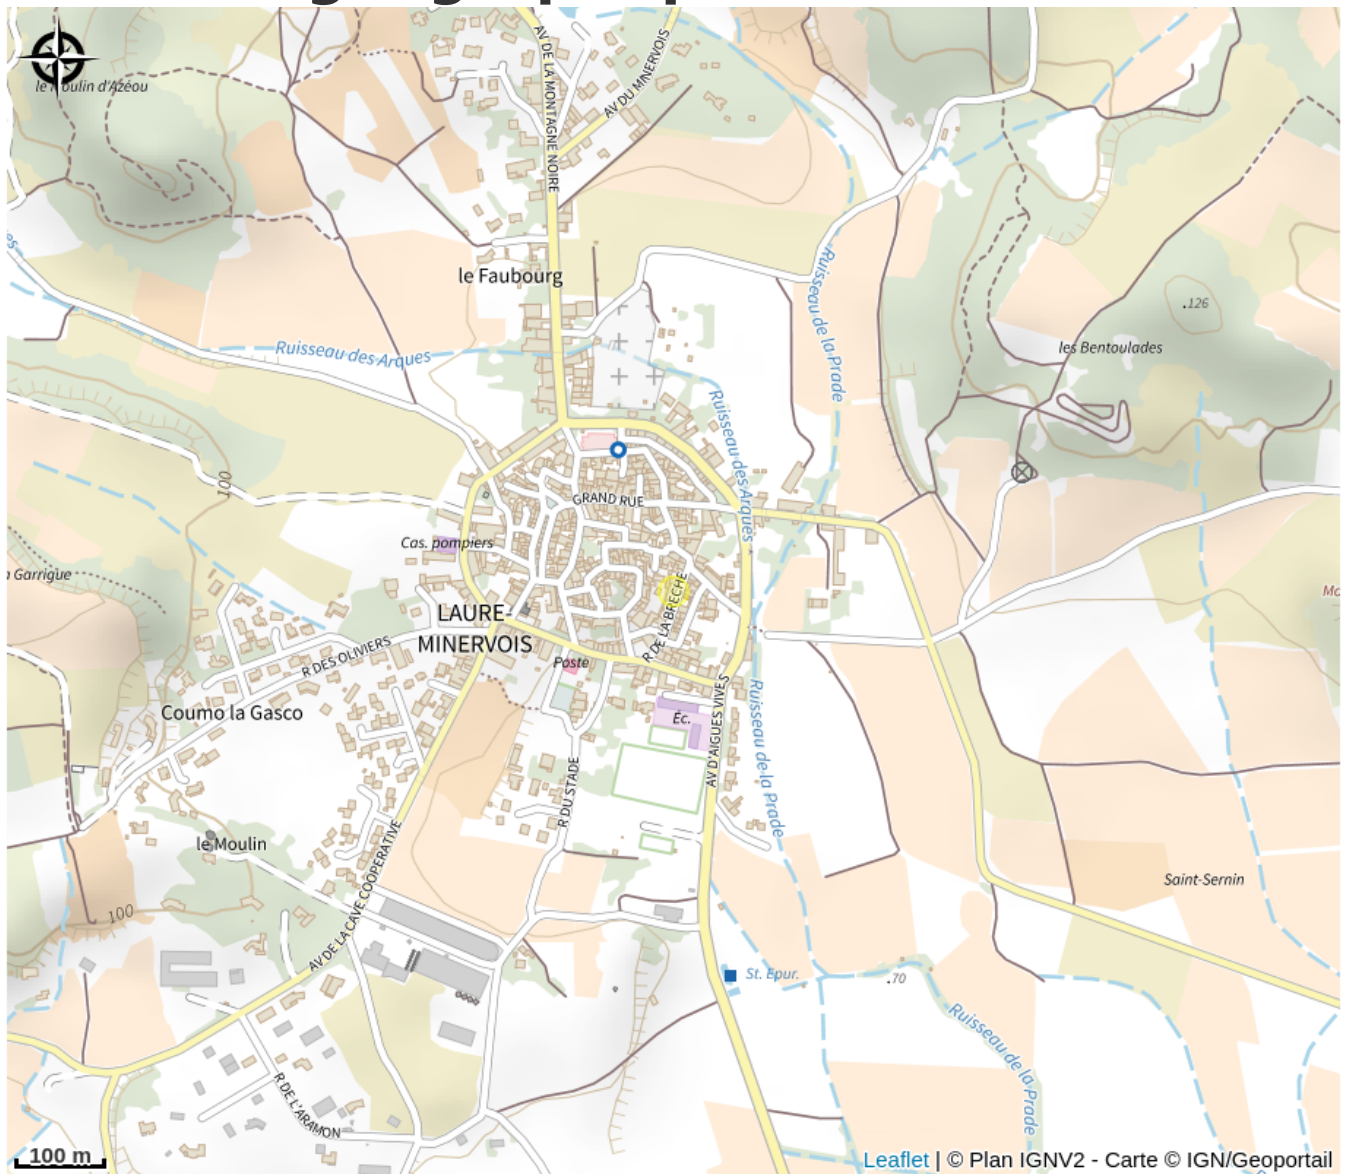 le Moulin d'Azéou
AV DE LA MONTAGNE NOIRE
AV DU MINERVOIS
le Faubourg
Ruisseau de la Prade
.126
les Bentoulades
Ruisseau des Arques
Ruisseau des Arques
100
GRAND RUE
Cas. pompiers
Garrigue
R DE LA BRECHE
LAURE-
MINERVOIS
R DES OLIVIERS
Poste
Coumo la Gasco
Éc.
AV D'AIGUES VIVES
Ruisseau de la Prade
R DU STADE
le Moulin
AV DE LA CAVE COOPERATIVE
Saint-Sernin
100
St. Epur.
.70
Ruisseau de la Prade
R DE L'ARAMON
100 m
Leaflet | © Plan IGNV2 - Carte © IGN/Geoportail